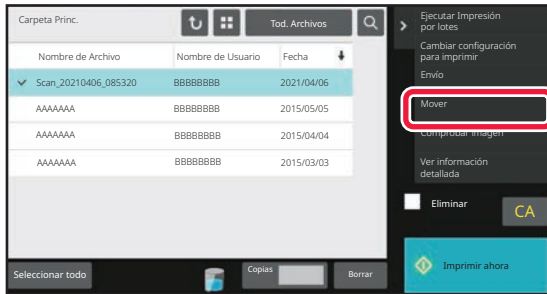 Carpeta Princ.
Tod. Archivos
Nombre de Archivo Nombre de Usuario Fecha
Scan_20210406_085320 BBBBBBBB 2021/04/06
AAAAAAA BBBBBBBB 2015/05/05
AAAAAAA BBBBBBBB 2015/04/04
AAAAAAA BBBBBBBB 2015/03/03
Seleccionar todo
Copias
Borrar
Ejecutar Impresión
por lotes
Cambiar configuración
para imprimir
Envío
Mover
Comprobar imagen
Ver información
detallada
Eliminar
CA
Imprimir ahora